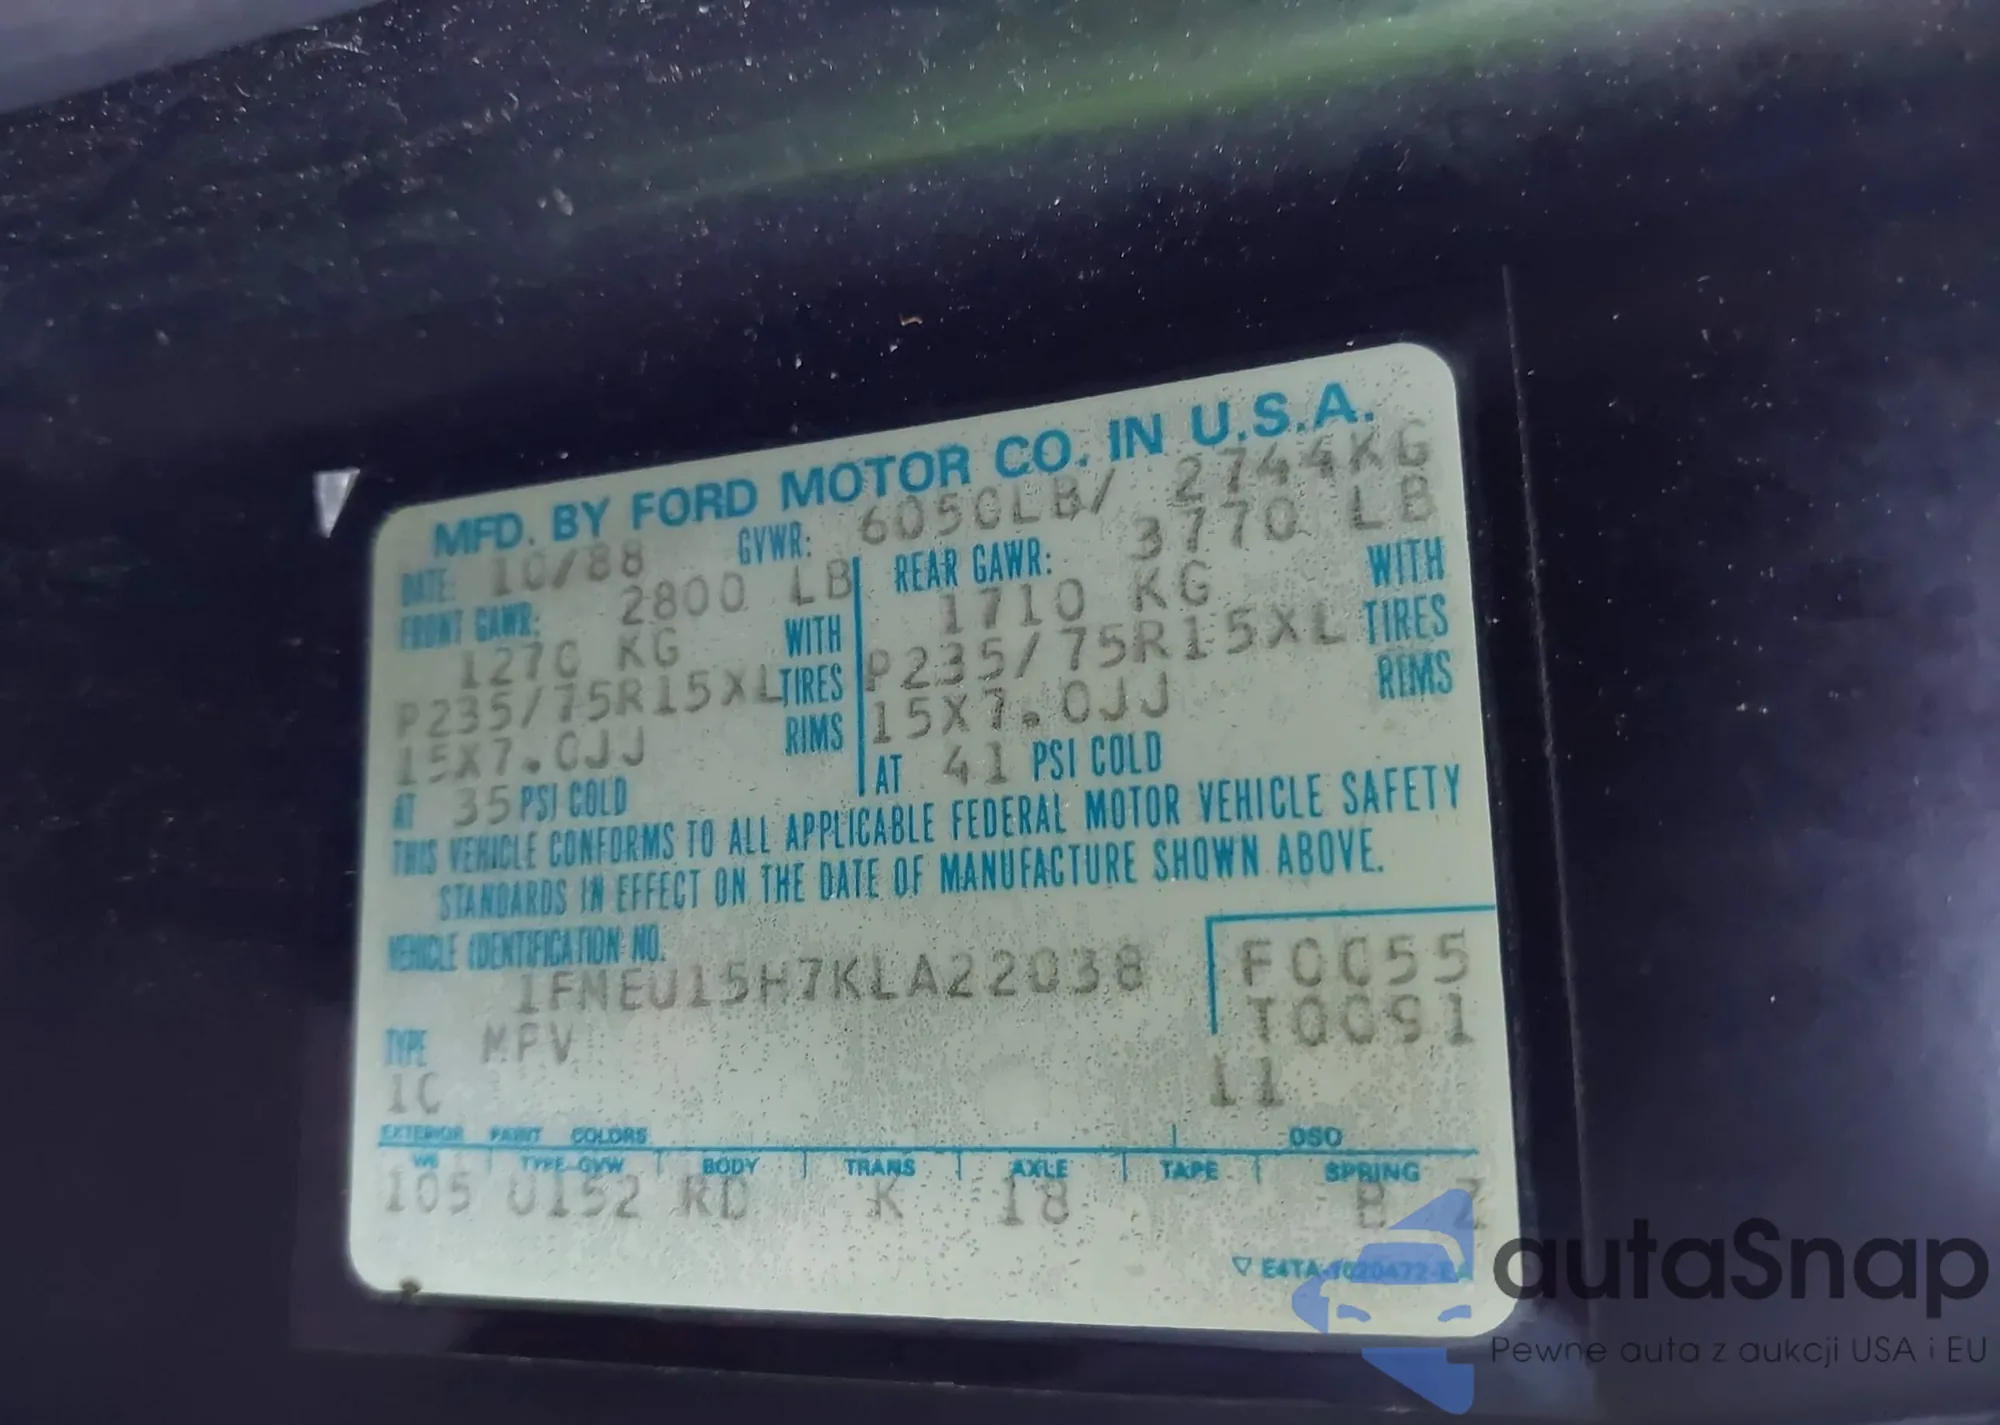 MFD. BY FORD MOTOR CO. IN U.S.A.
DATE: 10/88 GVWR: 6050LB/ 2744KG
FRONT GAWR: 2800 LB REAR GAWR: 3770 LB
1270 KG WITH 1710 KG WITH
P235/75R15XL TIRES P235/75R15XL TIRES
15X7.0JJ RIMS 15X7.0JJ RIMS
AT 35 PSI COLD AT 41 PSI COLD
THIS VEHICLE CONFORMS TO ALL APPLICABLE FEDERAL MOTOR VEHICLE SAFETY
STANDARDS IN EFFECT ON THE DATE OF MANUFACTURE SHOWN ABOVE.
VEHICLE IDENTIFICATION NO.
1FMEU15H7KLA22038 F0055
TYPE MPV T0091
1C 11
EXTERIOR PAINT COLORS DSO
WB TYPE-GVW BODY TRANS AXLE TAPE SPRING
105 U152 RD K 18 B Z
▽ E4TA-1020472-
autaSnap
Pewne auta z aukcji USA i EU